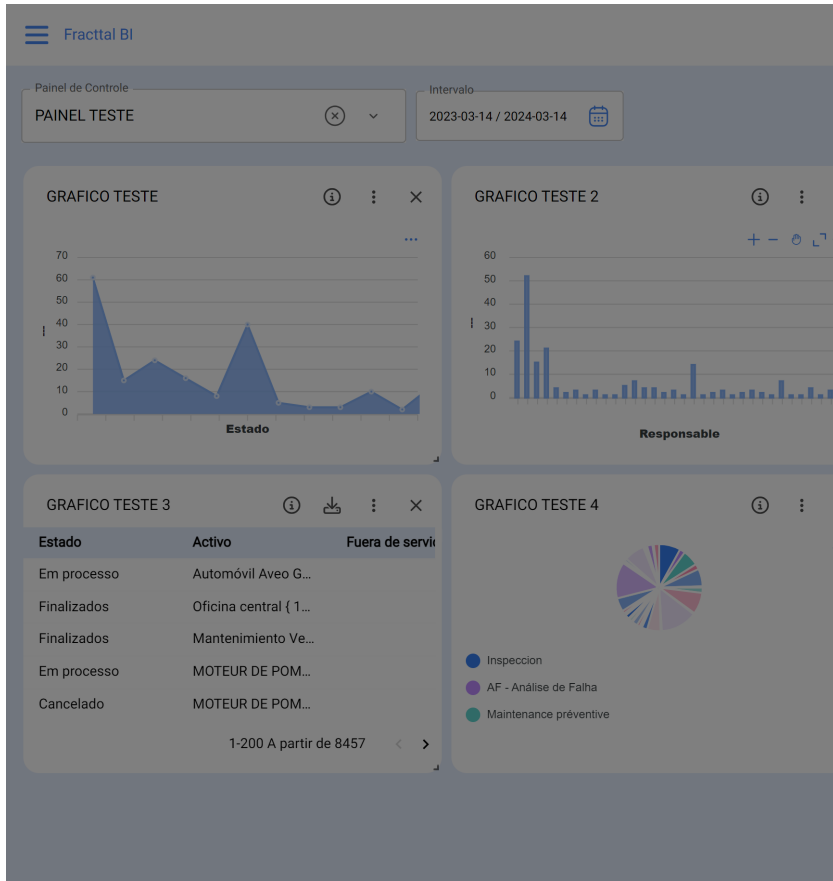 Fracttal BI
Painel de Controle
PAINEL TESTE
Intervalo
2023-03-14 / 2024-03-14
GRAFICO TESTE
70
60
50
40
30
20
10
0
Estado
GRAFICO TESTE 2
60
50
40
30
20
10
0
Responsable
GRAFICO TESTE 3
Estado Activo Fuera de servic
Em processo Automóvil Aveo G...
Finalizados Oficina central { 1...
Finalizados Mantenimiento Ve...
Em processo MOTEUR DE POM...
Cancelado MOTEUR DE POM...
1-200 A partir de 8457
GRAFICO TESTE 4
Inspeccion
AF - Análise de Falha
Maintenance préventive